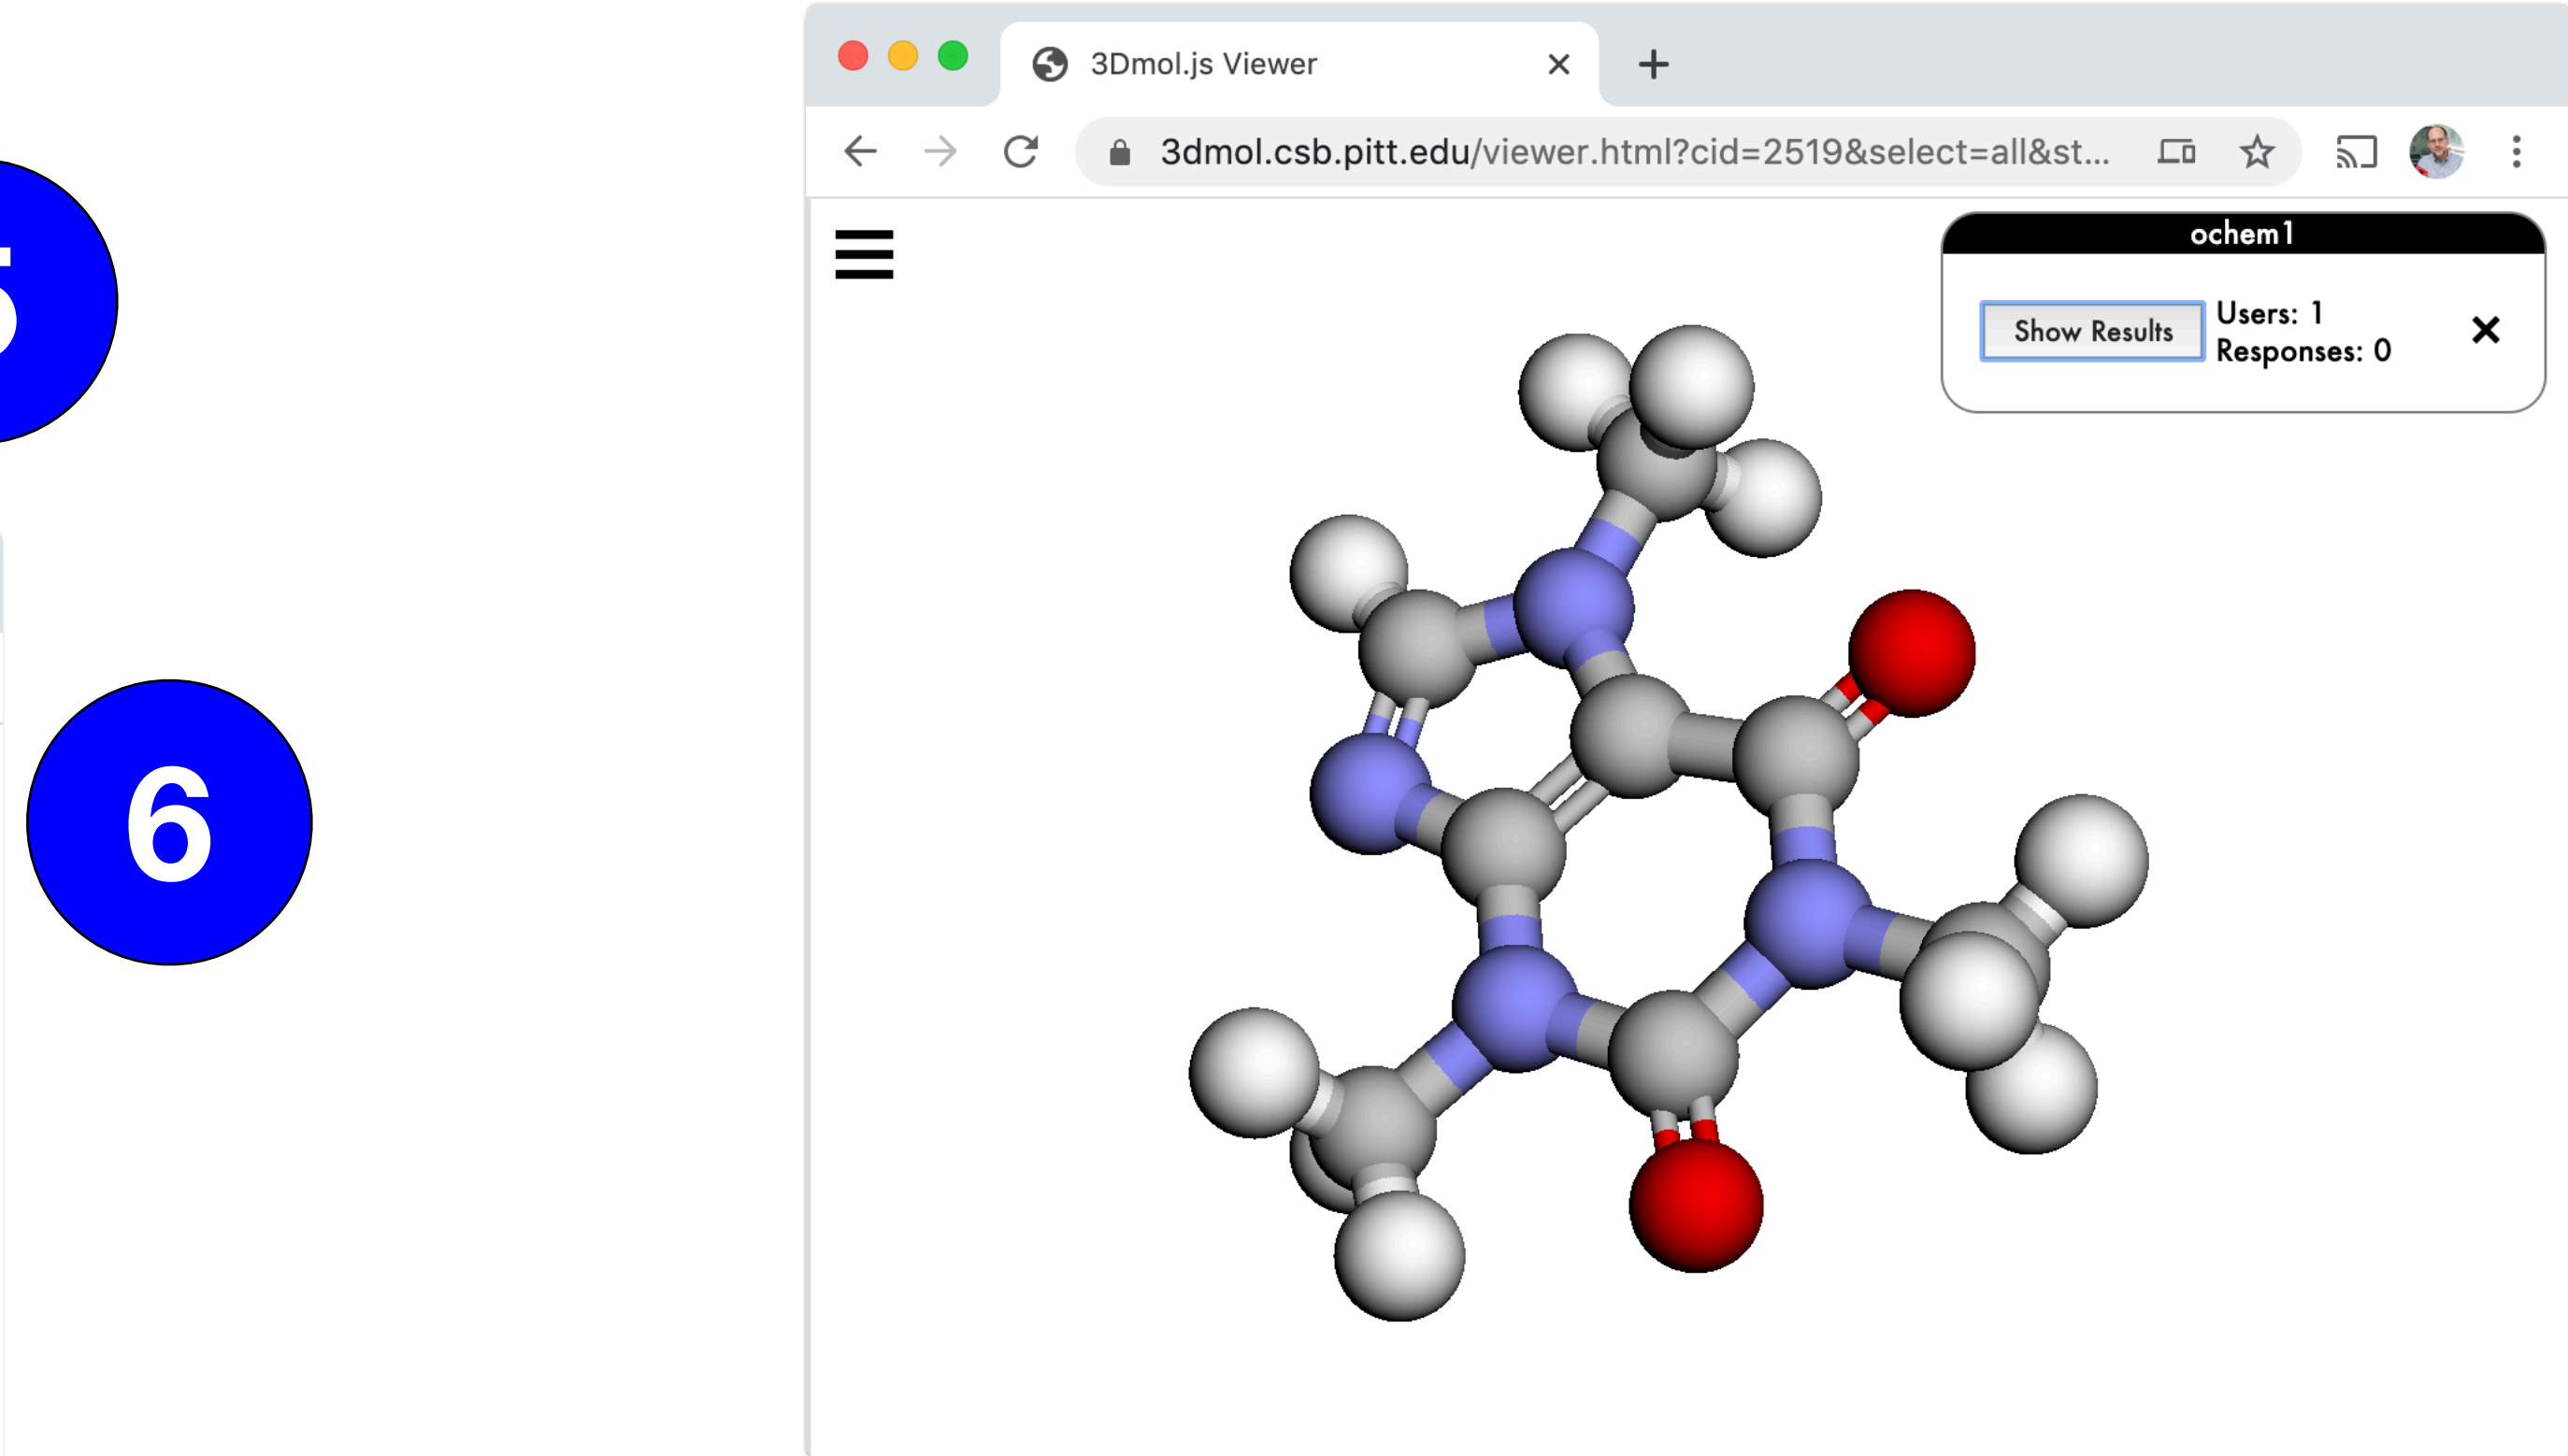 3Dmol.js Viewer
3dmol.csb.pitt.edu/viewer.html?cid=2519&select=all&st...
ochem1
Show Results
Users: 1
Responses: 0
5
6